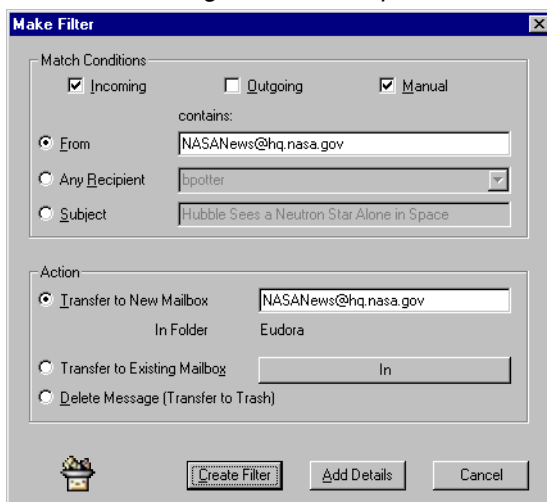 Make Filter
Match Conditions
Incoming Outgoing Manual
contains:
From NASANews@hq.nasa.gov
Any Recipient bpotter
Subject Hubble Sees a Neutron Star Alone in Space
Action
Transfer to New Mailbox NASANews@hq.nasa.gov
In Folder Eudora
Transfer to Existing Mailbox In
Delete Message (Transfer to Trash)
Create Filter Add Details Cancel